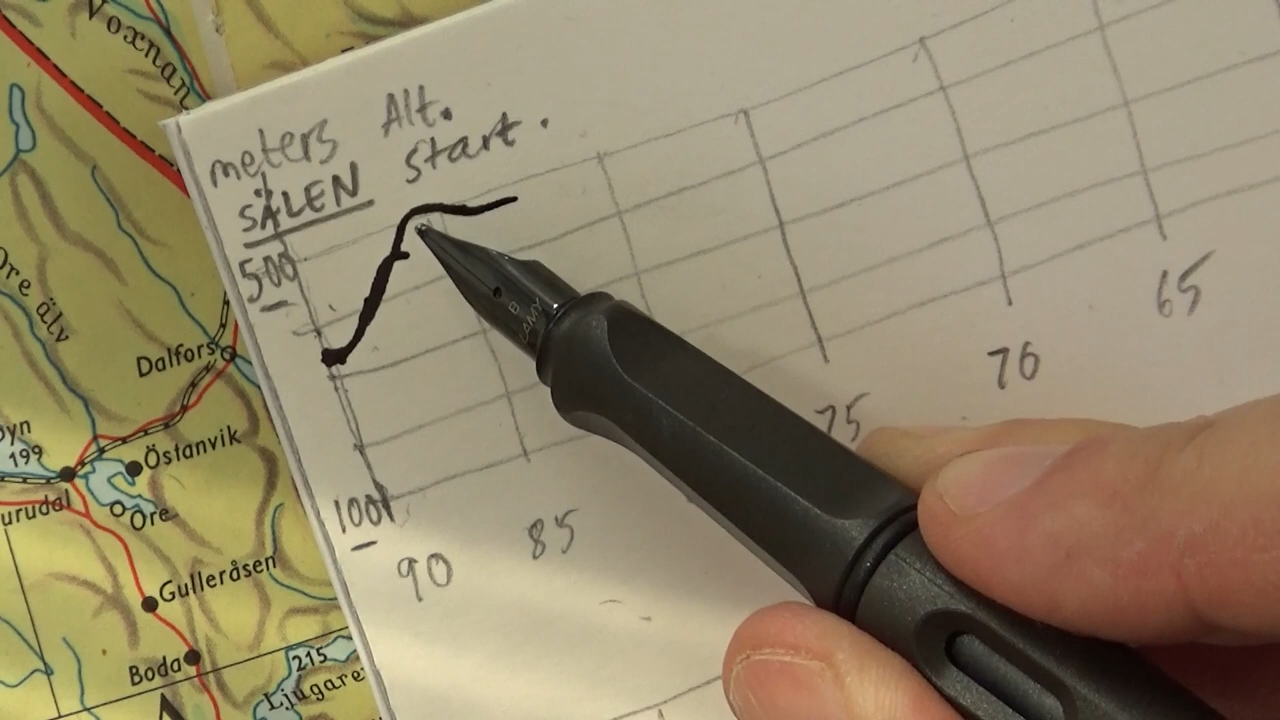 Voxnan
meters Alt.
SÄLEN Start.
500
Ore älv
Dalfors
65
70
75
Östanvik
199
B
LAMY
100
Ore
85
90
Gulleråsen
Boda
215